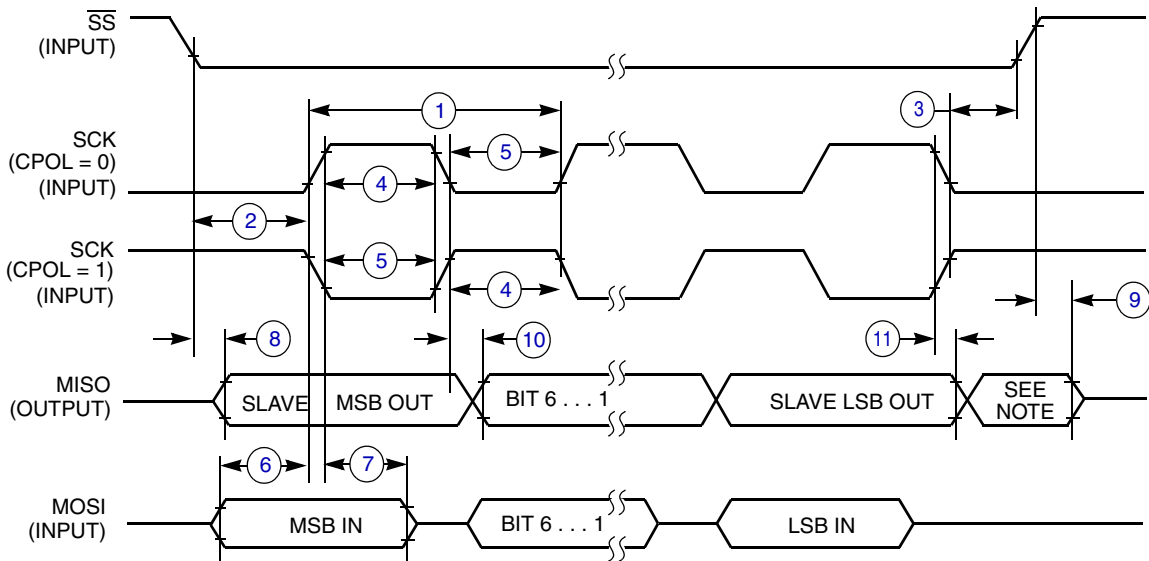 SS
(INPUT)
1
3
SCK
(CPOL = 0)
(INPUT)
5
4
2
SCK
(CPOL = 1)
(INPUT)
5
4
9
8
10
11
MISO
(OUTPUT)
SLAVE MSB OUT
BIT 6 . . . 1
SLAVE LSB OUT
SEE
NOTE
6
7
MOSI
(INPUT)
MSB IN
BIT 6 . . . 1
LSB IN